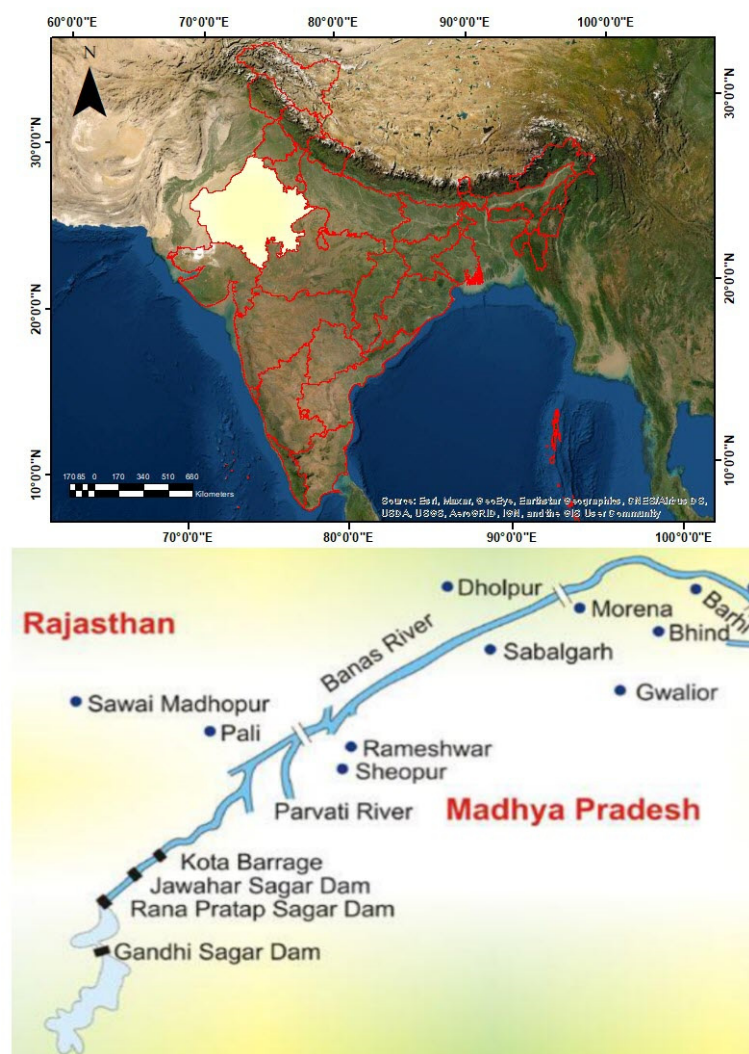 60°0'0"E 70°0'0"E 80°0'0"E 90°0'0"E 100°0'0"E
N
30°0'0"N
30°0'0"N
20°0'0"N
20°0'0"N
10°0'0"N
10°0'0"N
170 85 0 170 340 510 680
Kilometers
Source: Esri, Maxar, GeoEye, Earthstar Geographics, CNES/Airbus DS,
USDA, USGS, AeroGRID, IGN, and the GIS User Community
70°0'0"E 80°0'0"E 90°0'0"E 100°0'0"E
Rajasthan
Dholpur
Morena
Barhi
Bhind
Banas River
Sabalgarh
Gwalior
Sawai Madhopur
Pali
Rameshwar
Sheopur
Parvati River
Madhya Pradesh
Kota Barrage
Jawahar Sagar Dam
Rana Pratap Sagar Dam
Gandhi Sagar Dam